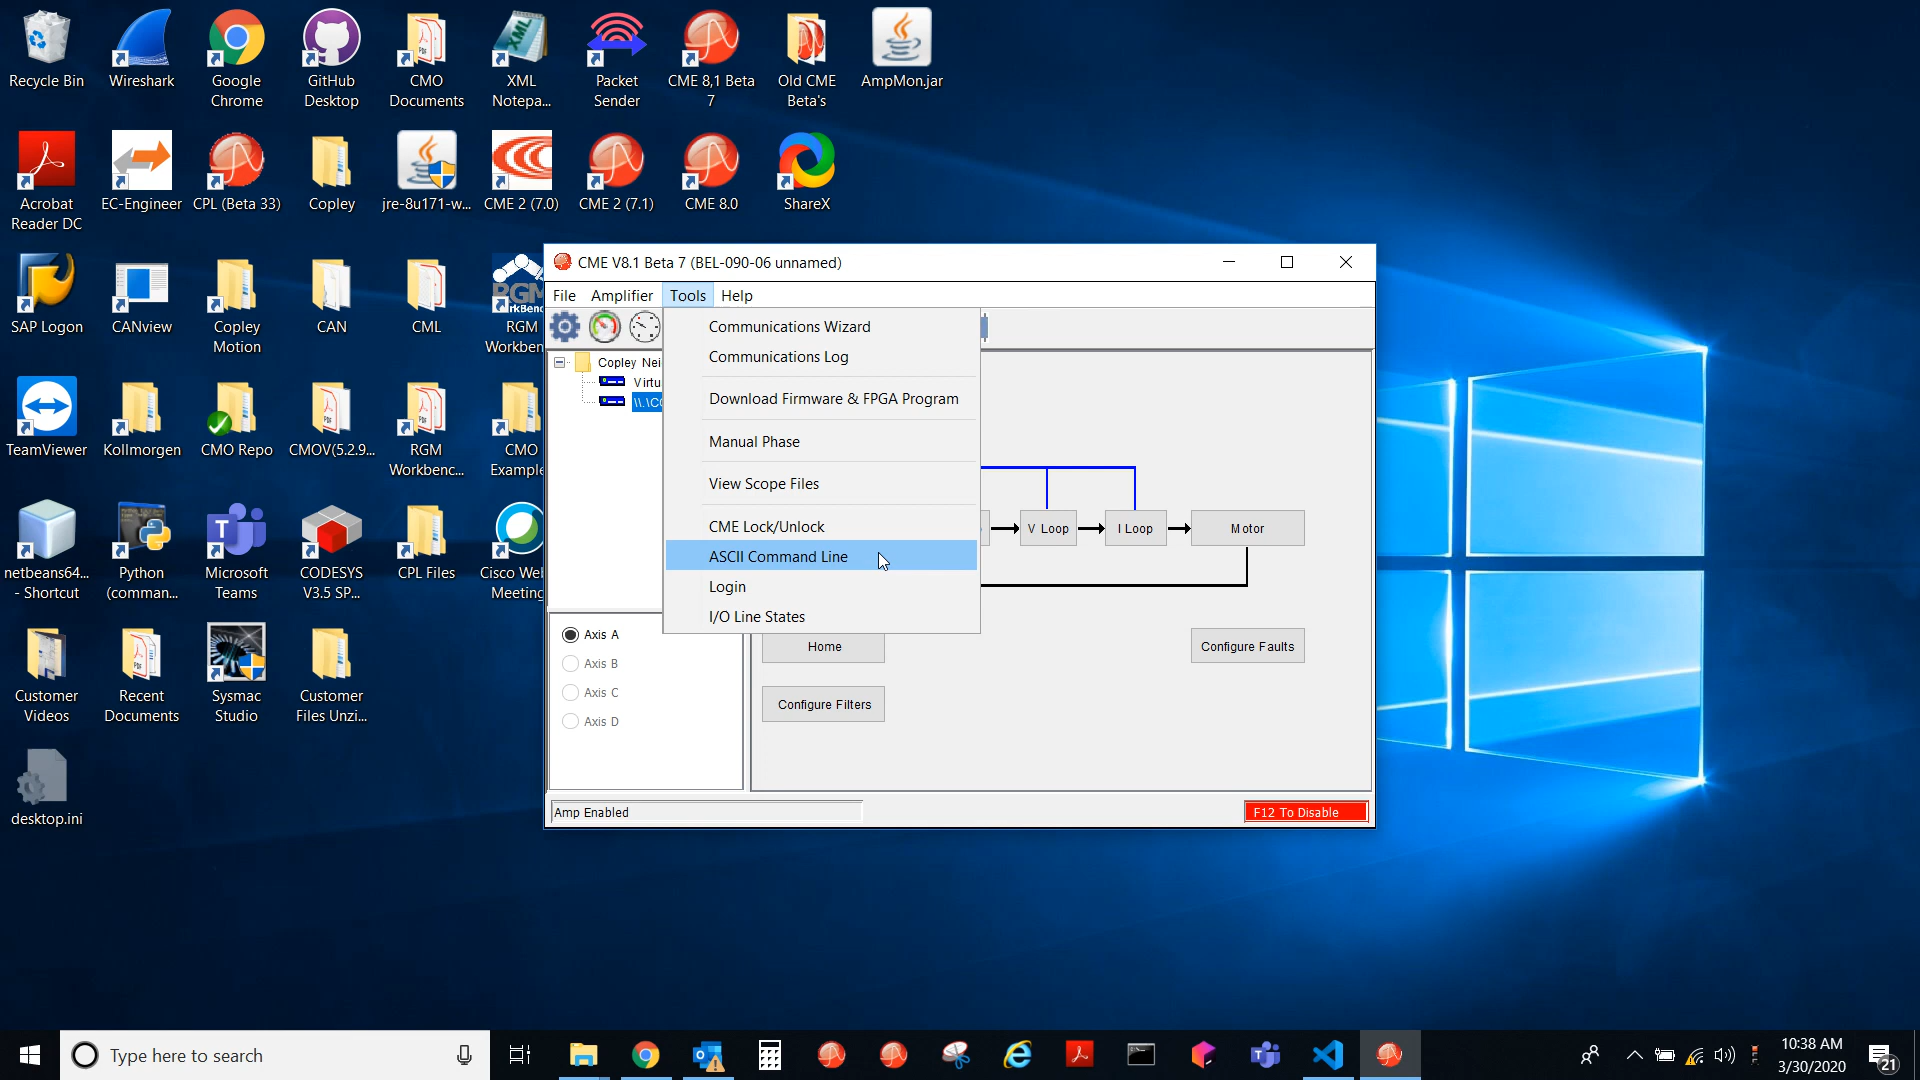 Recycle Bin
Wireshark
Google
Chrome
GitHub
Desktop
CMO
Documents
XML
Notepa...
Packet
Sender
CME 8,1 Beta
7
Old CME
Beta's
AmpMon.jar
Acrobat
Reader DC
EC-Engineer
CPL (Beta 33)
Copley
jre-8u171-w...
CME 2 (7.0)
CME 2 (7.1)
CME 8.0
ShareX
SAP Logon
CANview
Copley
Motion
CAN
CML
RGM
Workben
TeamViewer
Kollmorgen
CMO Repo
CMOV(5.2.9...
RGM
Workbenc...
CMO
Example
netbeans64...
- Shortcut
Python
(comman...
Microsoft
Teams
CODESYS
V3.5 SP...
CPL Files
Cisco We
Meeting
Customer
Videos
Recent
Documents
Sysmac
Studio
Customer
Files Unzi...
desktop.ini
CME V8.1 Beta 7 (BEL-090-06 unnamed)
File Amplifier Tools Help
Copley Nei
Virtu
\\.\CO
Communications Wizard
Communications Log
Download Firmware & FPGA Program
Manual Phase
View Scope Files
CME Lock/Unlock
ASCII Command Line
Login
I/O Line States
V Loop
I Loop
Motor
Axis A
Axis B
Axis C
Axis D
Home
Configure Faults
Configure Filters
Amp Enabled
F12 To Disable
Type here to search
10:38 AM
3/30/2020
21